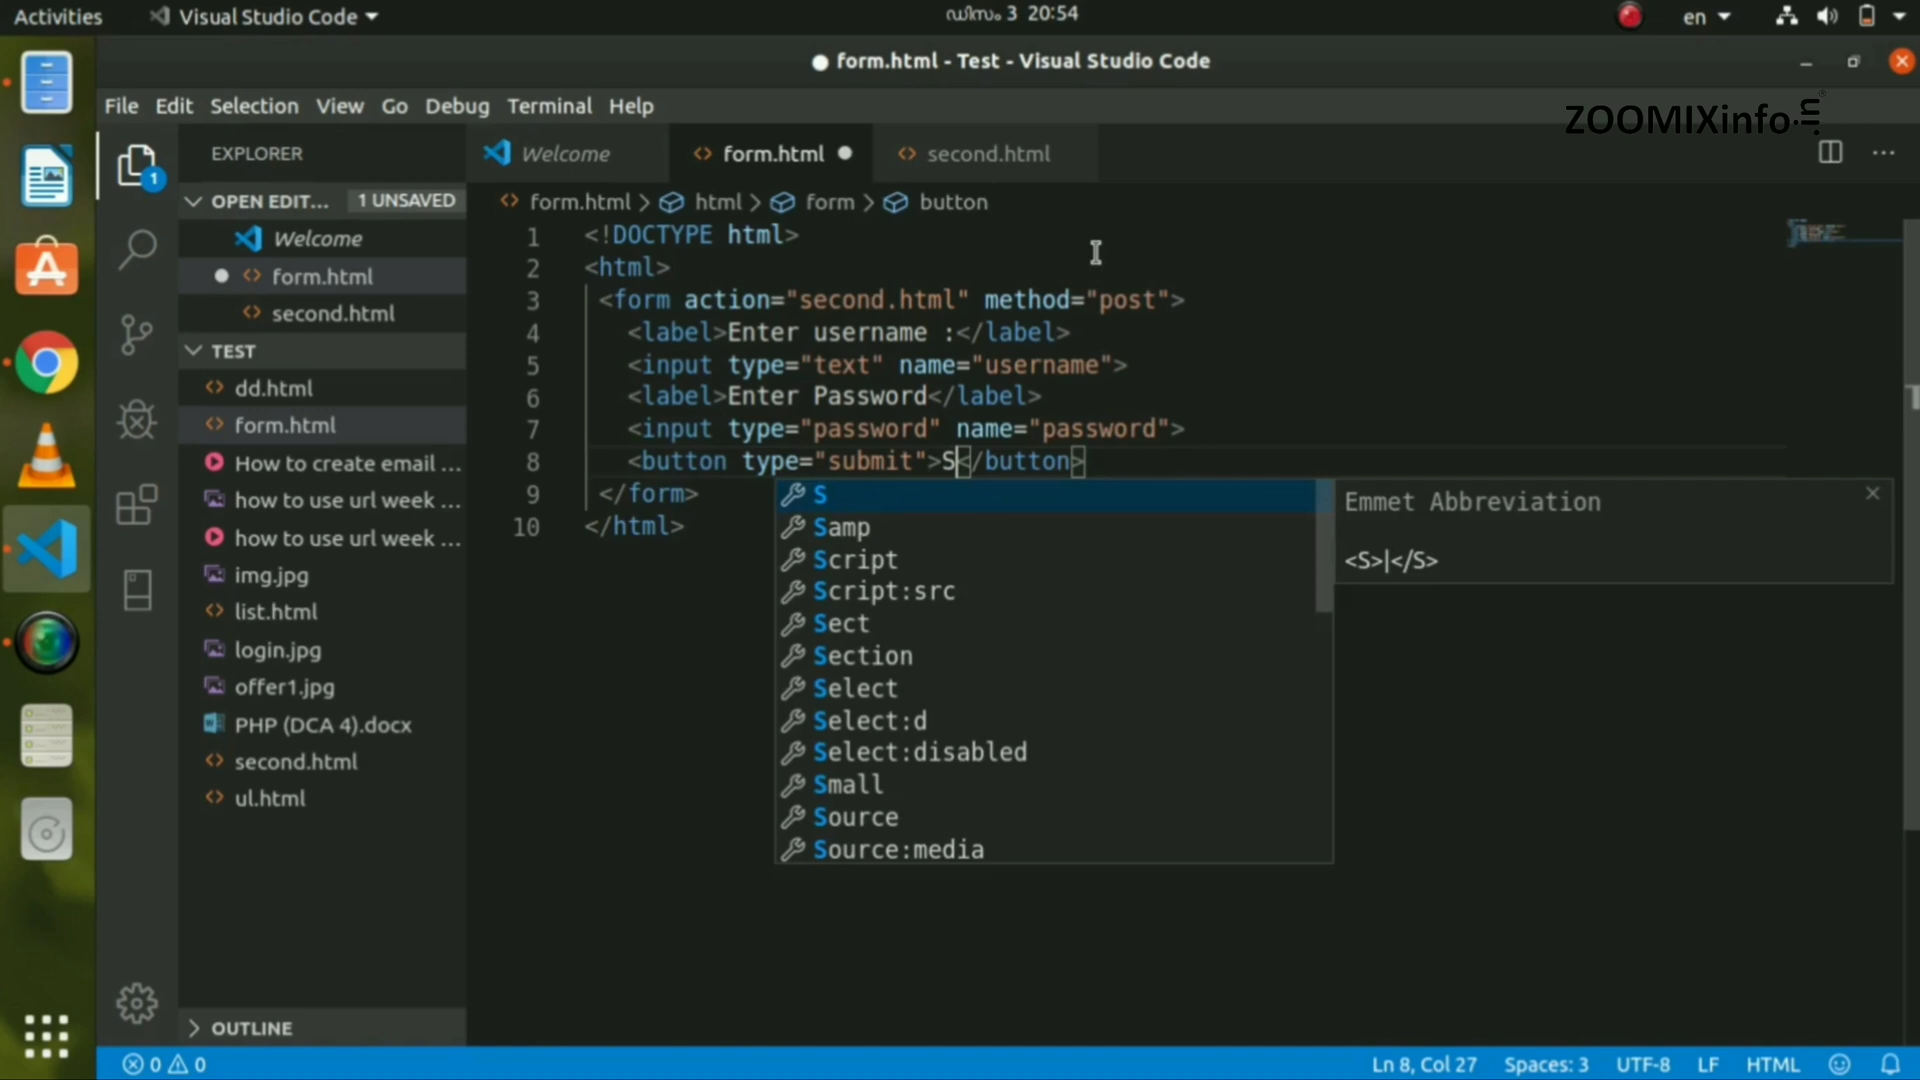 Activities
Visual Studio Code
ഡിസം 3 20:54
en
form.html - Test - Visual Studio Code
File Edit Selection View Go Debug Terminal Help
ZOOMIXinfo.in
EXPLORER
Welcome
form.html
second.html
OPEN EDIT... 1 UNSAVED
form.html > html > form > button
Welcome
form.html
second.html
TEST
dd.html
form.html
How to create email ...
how to use url week ...
how to use url week ...
img.jpg
list.html
login.jpg
offer1.jpg
PHP (DCA 4).docx
second.html
ul.html
OUTLINE
1
1 <!DOCTYPE html>
2 <html>
3 <form action="second.html" method="post">
4 <label>Enter username :</label>
5 <input type="text" name="username">
6 <label>Enter Password</label>
7 <input type="password" name="password">
8 <button type="submit">S</button>
9 </form>
10 </html>
S
Samp
Script
Script:src
Sect
Section
Select
Select:d
Select:disabled
Small
Source
Source:media
Emmet Abbreviation
<S>|</S>
0 0
Ln 8, Col 27
Spaces: 3
UTF-8
LF
HTML